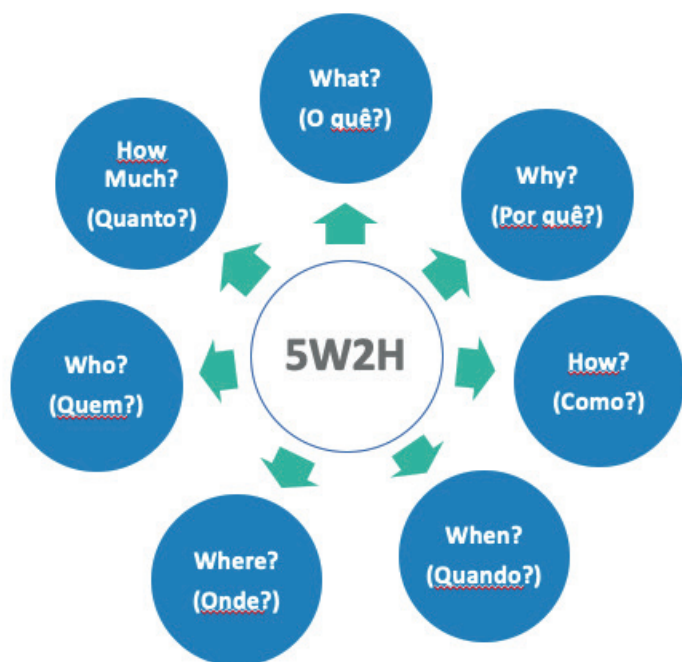 What?
(O quê?)
Why?
(Por quê?)
How?
(Como?)
When?
(Quando?)
Where?
(Onde?)
Who?
(Quem?)
How
Much?
(Quanto?)
5W2H